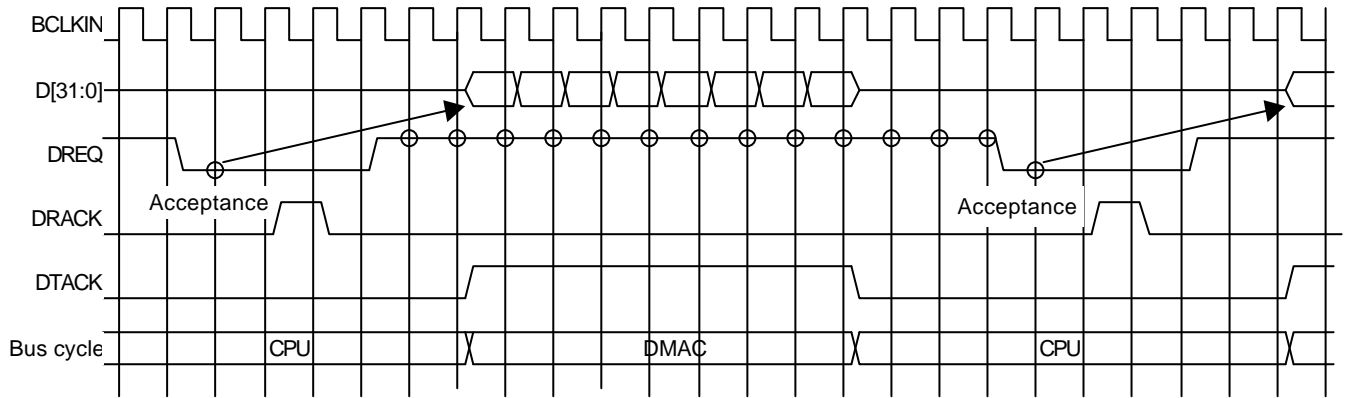 BCLKIN
D[31:0]
DREQ
Acceptance
Acceptance
DRACK
DTACK
Bus cycle
CPU
DMAC
CPU